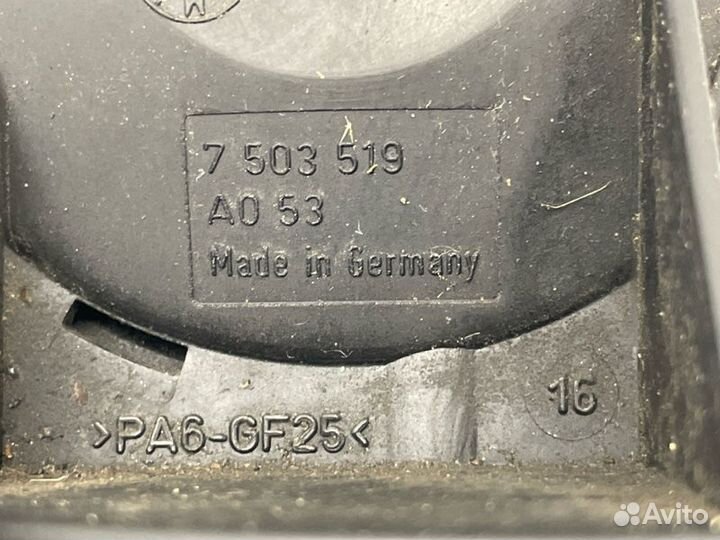 7 503 519
A0 53
Made in Germany
>PA6-GF25<
16
Avito